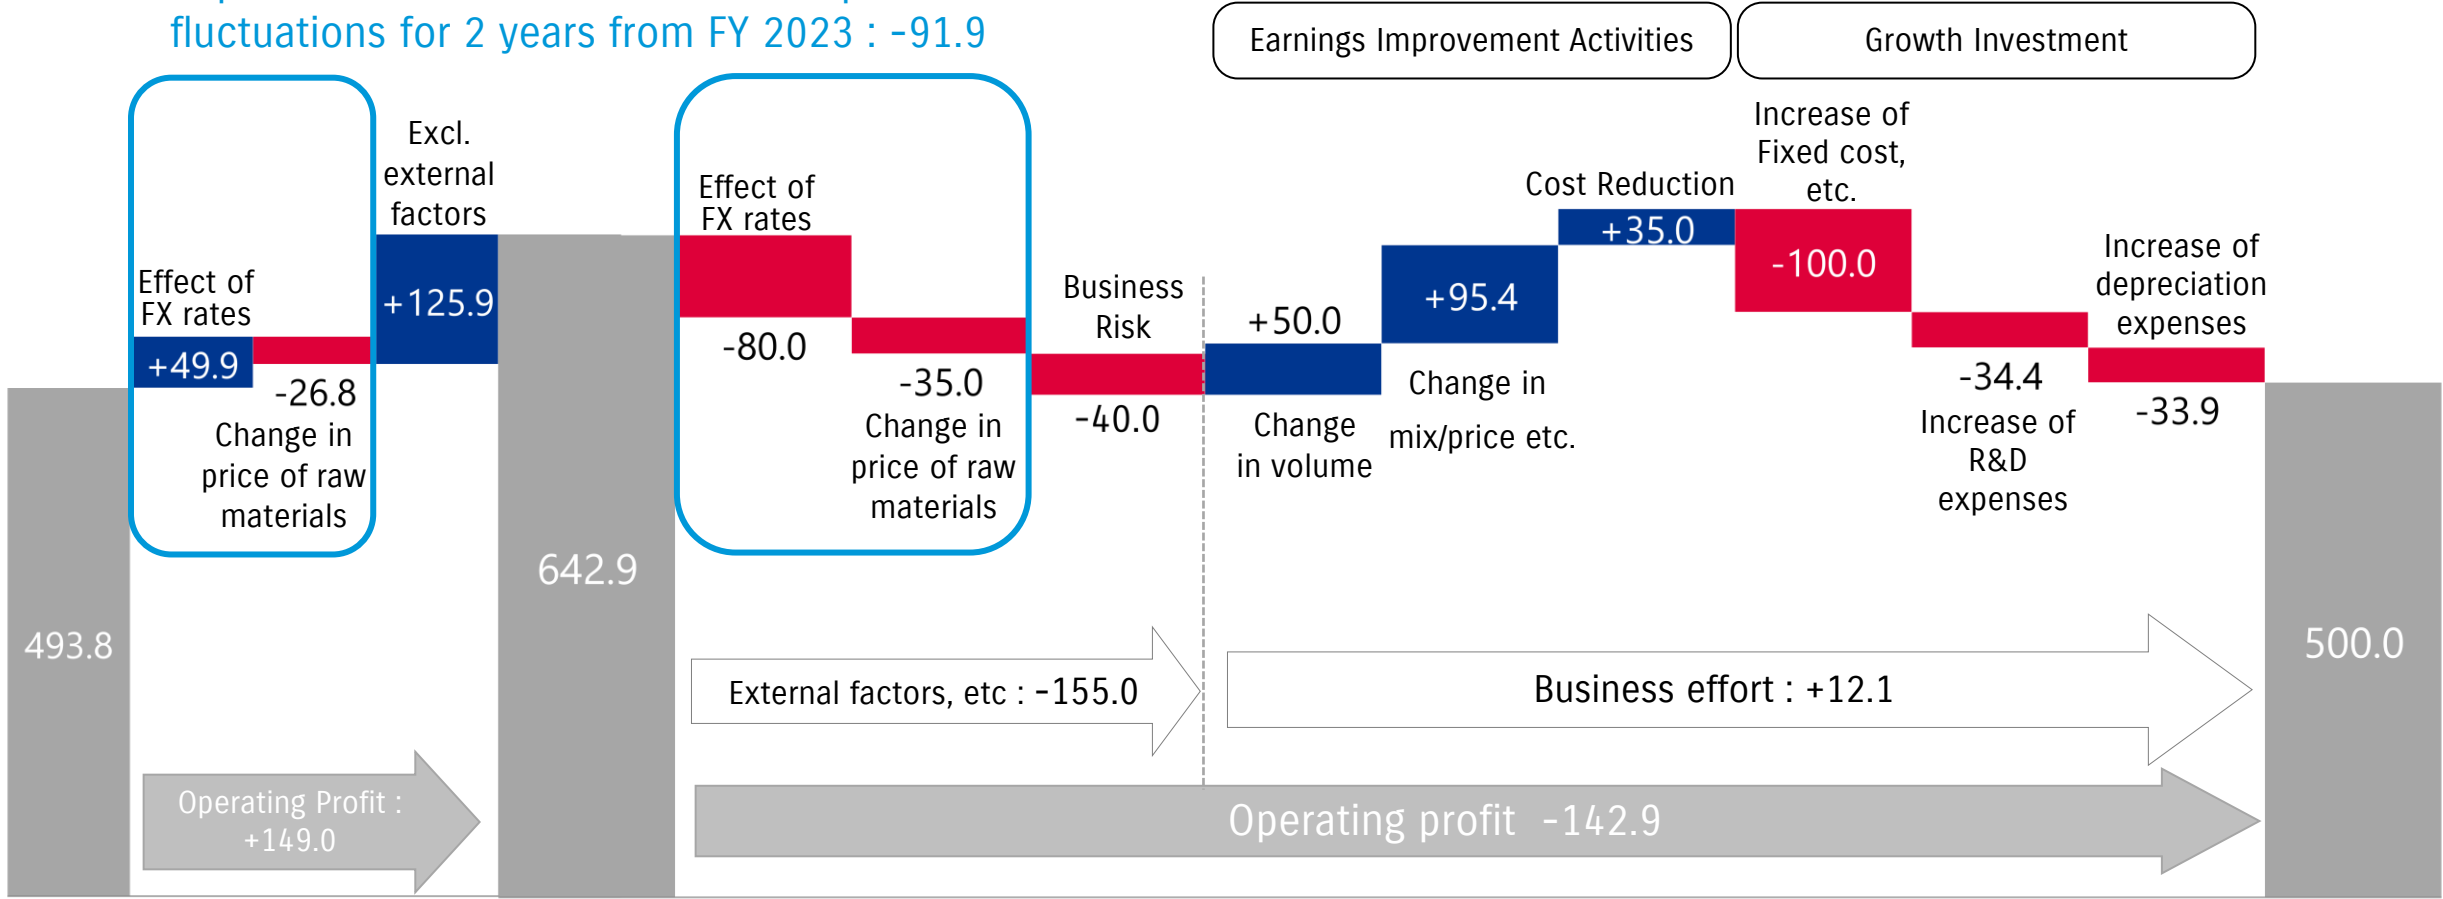 fluctuations for 2 years from FY 2023 : -91.9
Earnings Improvement Activities
Growth Investment
Effect of
FX rates
+49.9
-26.8
Change in
price of raw
materials
Excl.
external
factors
+125.9
Effect of
FX rates
-80.0
-35.0
Change in
price of raw
materials
Business
Risk
-40.0
+50.0
Change
in volume
+95.4
Change in
mix/price etc.
Cost Reduction
+35.0
Increase of
Fixed cost,
etc.
-100.0
-34.4
Increase of
R&D
expenses
Increase of
depreciation
expenses
-33.9
493.8
642.9
500.0
External factors, etc : -155.0
Business effort : +12.1
Operating Profit :
+149.0
Operating profit -142.9